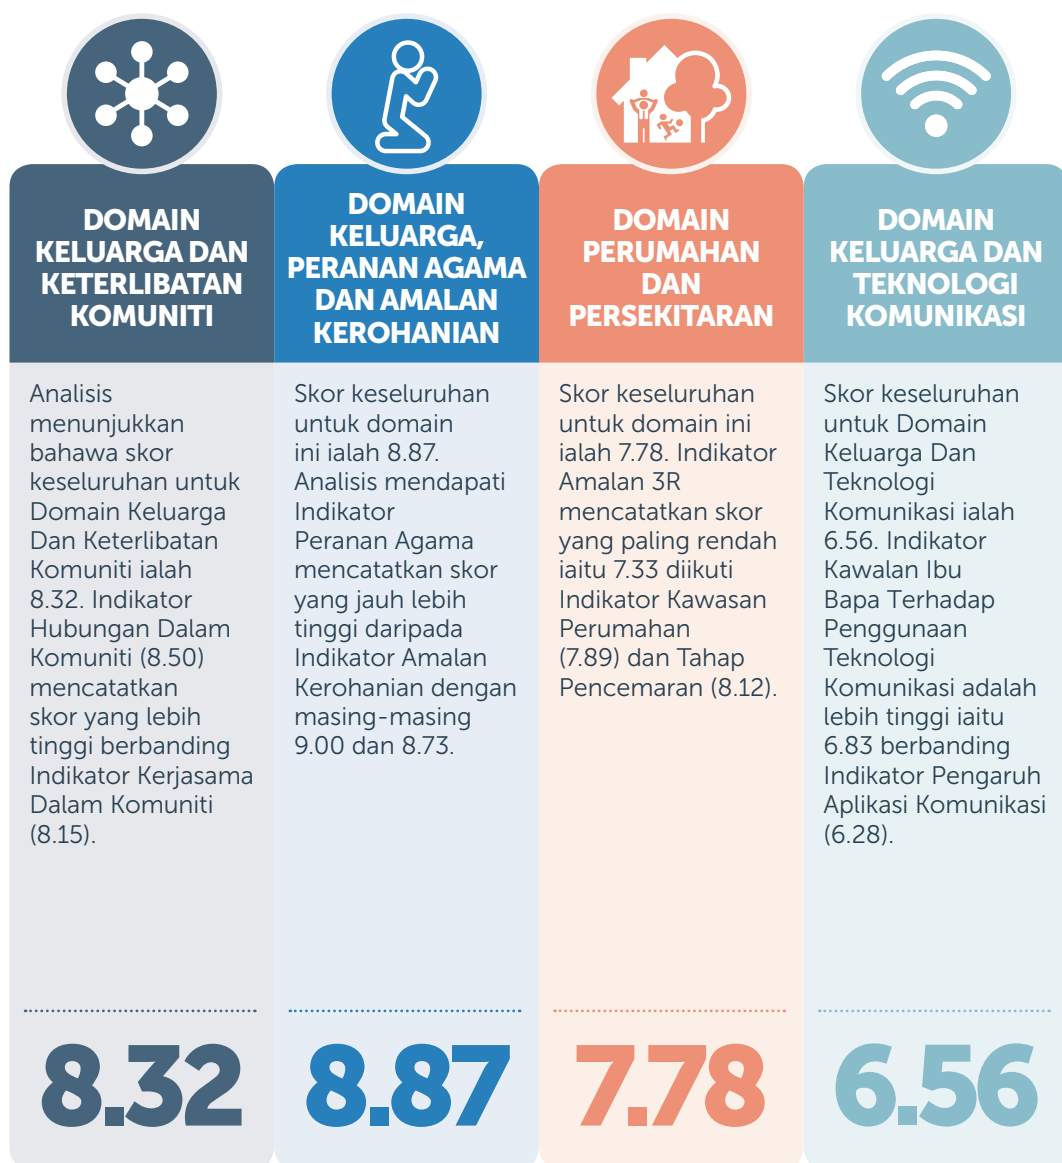 DOMAIN
KELUARGA DAN
KETERLIBATAN
KOMUNITI
Analisis
menunjukkan
bahawa skor
keseluruhan untuk
Domain Keluarga
Dan Keterlibatan
Komuniti ialah
8.32. Indikator
Hubungan Dalam
Komuniti (8.50)
mencatatkan
skor yang lebih
tinggi berbanding
Indikator Kerjasama
Dalam Komuniti
(8.15).
8.32
DOMAIN
KELUARGA,
PERANAN AGAMA
DAN AMALAN
KEROHANIAN
Skor keseluruhan
untuk domain
ini ialah 8.87.
Analisis mendapati
Indikator
Peranan Agama
mencatatkan skor
yang jauh lebih
tinggi daripada
Indikator Amalan
Kerohanian dengan
masing-masing
9.00 dan 8.73.
8.87
DOMAIN
PERUMAHAN
DAN
PERSEKITARAN
Skor keseluruhan
untuk domain ini
ialah 7.78. Indikator
Amalan 3R
mencatatkan skor
yang paling rendah
iaitu 7.33 diikuti
Indikator Kawasan
Perumahan
(7.89) dan Tahap
Pencemaran (8.12).
7.78
DOMAIN
KELUARGA DAN
TEKNOLOGI
KOMUNIKASI
Skor keseluruhan
untuk Domain
Keluarga Dan
Teknologi
Komunikasi ialah
6.56. Indikator
Kawalan Ibu
Bapa Terhadap
Penggunaan
Teknologi
Komunikasi adalah
lebih tinggi iaitu
6.83 berbanding
Indikator Pengaruh
Aplikasi Komunikasi
(6.28).
6.56